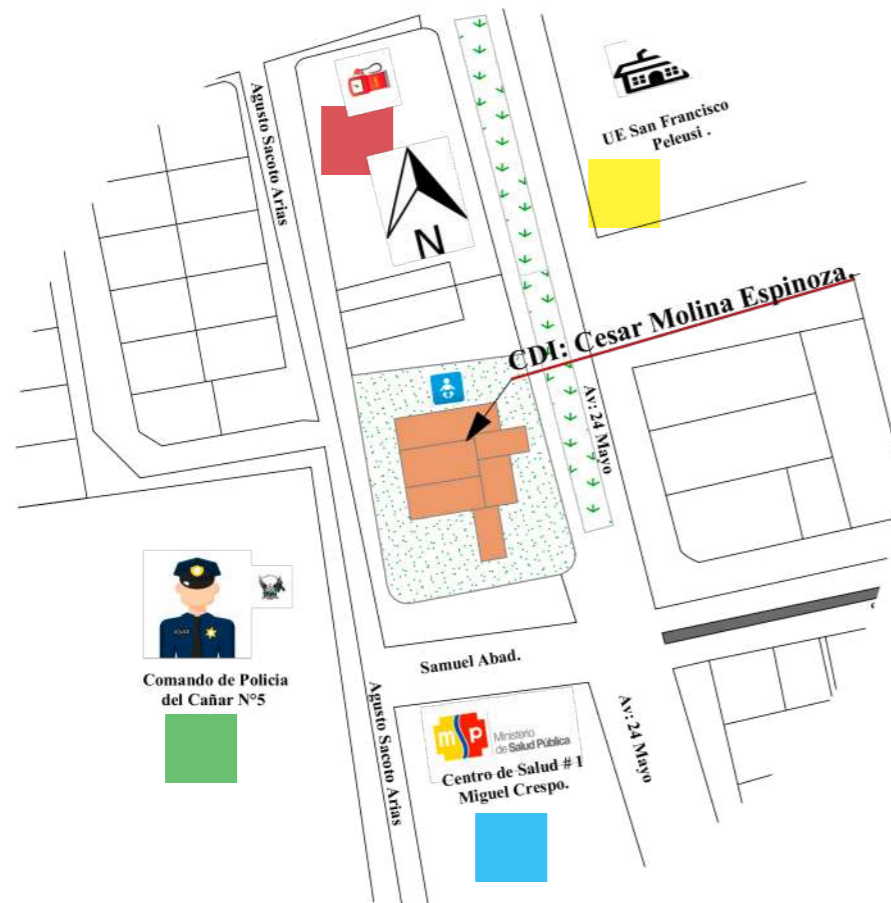 Agusto Sacoto Arias
UE San Francisco
Peleusi .
N
CDI: Cesar Molina Espinoza.
Av: 24 Mayo
POLICE
Comando de Policia
del Cañar N°5
Samuel Abad.
Agusto Sacoto Arias
Av: 24 Mayo
msp
Ministerio
de Salud Pública
Centro de Salud # 1
Miguel Crespo.